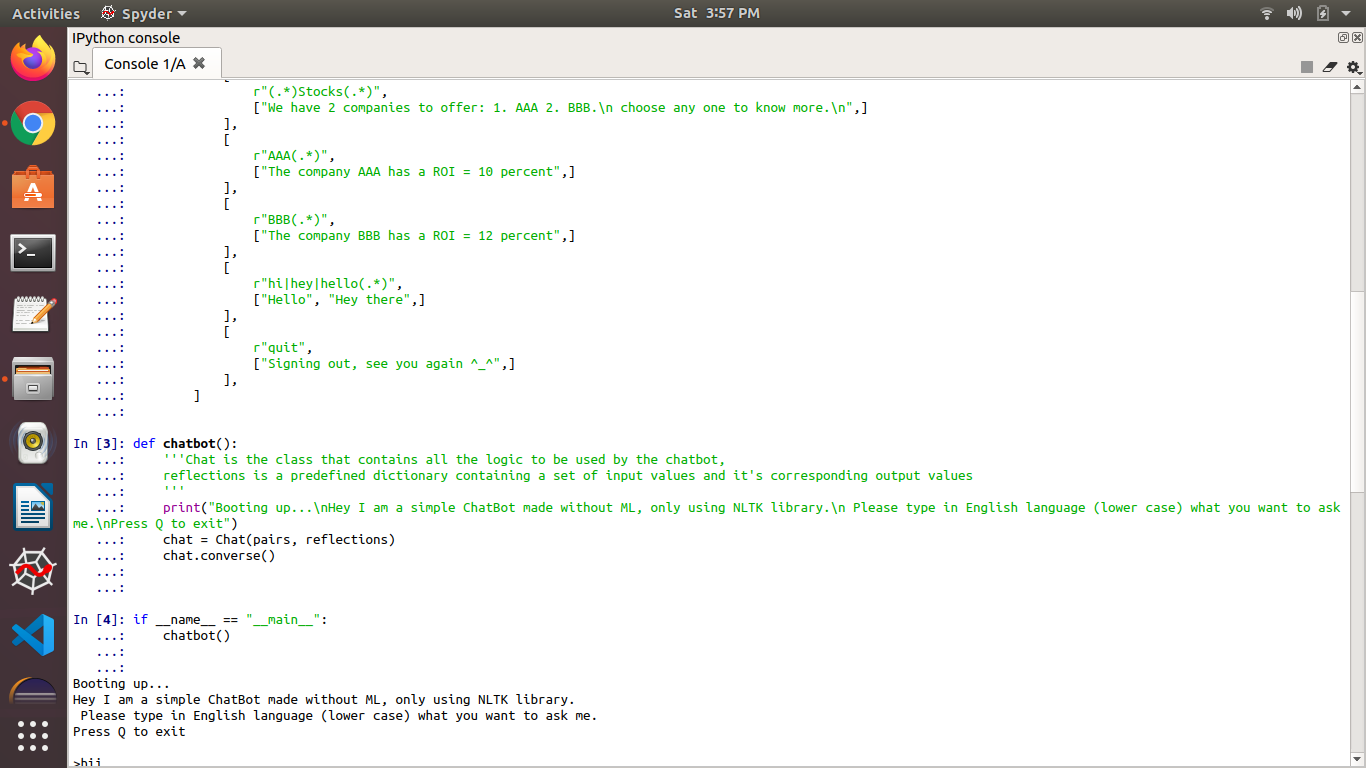 Activities Spyder Sat 3:57 PM
IPython console
Console 1/A
...: [
...: r"(.*)Stocks(.*)",
...: ["We have 2 companies to offer: 1. AAA 2. BBB.\n choose any one to know more.\n",]
...: ],
...: [
...: r"AAA(.*)",
...: ["The company AAA has a ROI = 10 percent",]
...: ],
...: [
...: r"BBB(.*)",
...: ["The company BBB has a ROI = 12 percent",]
...: ],
...: [
...: r"hi|hey|hello(.*)",
...: ["Hello", "Hey there",]
...: ],
...: [
...: r"quit",
...: ["Signing out, see you again ^_^",]
...: ],
...: ]
...:
In [3]: def chatbot():
...: '''Chat is the class that contains all the logic to be used by the chatbot,
...: reflections is a predefined dictionary containing a set of input values and it's corresponding output values
...: '''
...: print("Booting up...\nHey I am a simple ChatBot made without ML, only using NLTK library.\n Please type in English language (lower case) what you want to ask
me.\nPress Q to exit")
...: chat = Chat(pairs, reflections)
...: chat.converse()
...:
...:
In [4]: if __name__ == "__main__":
...: chatbot()
...:
...:
Booting up...
Hey I am a simple ChatBot made without ML, only using NLTK library.
Please type in English language (lower case) what you want to ask me.
Press Q to exit
>hii